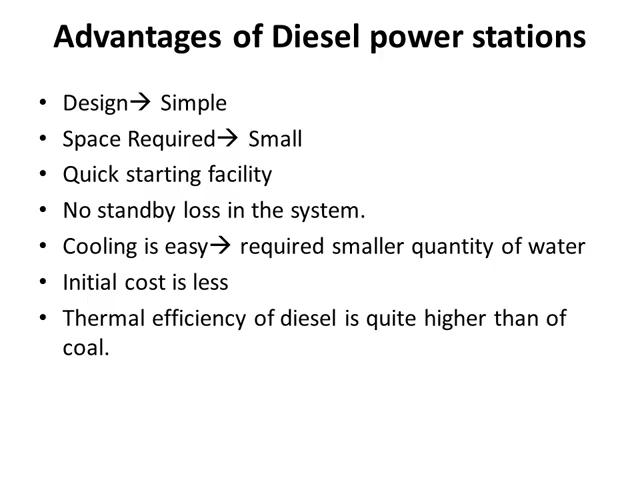 Advantages of Diesel power stations
• Design→ Simple
• Space Required→ Small
• Quick starting facility
• No standby loss in the system.
• Cooling is easy→ required smaller quantity of water
• Initial cost is less
• Thermal efficiency of diesel is quite higher than of
coal.